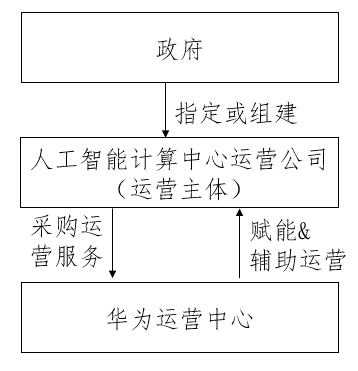 政府
指定或组建
人工智能计算中心运营公司
（运营主体）
采购运
营服务
赋能&
辅助运营
华为运营中心